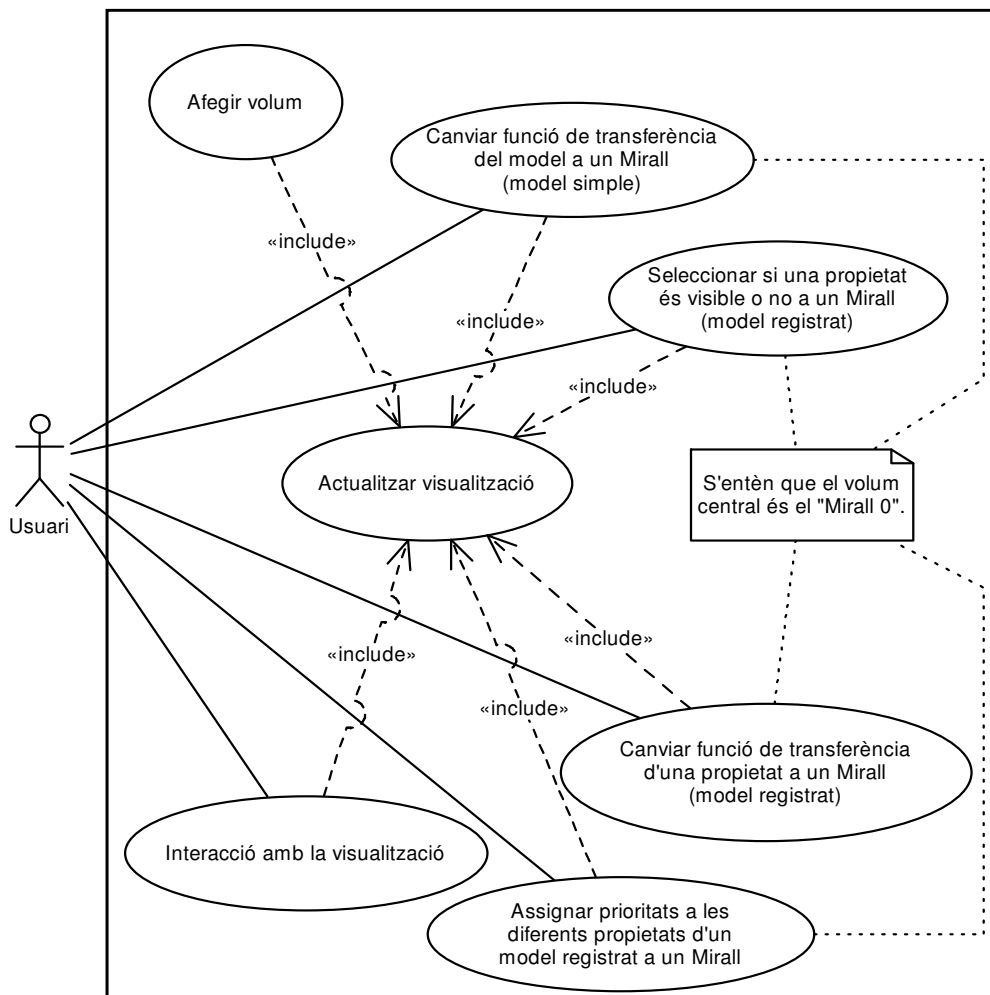 Afegir volum
Canviar funció de transferència
del model a un Mirall
(model simple)
«include»
Seleccionar si una propietat
és visible o no a un Mirall
(model registrat)
«include»
«include»
Usuari
Actualitzar visualització
S'entèn que el volum
central és el "Mirall 0".
«include»
«include»
«include»
Canviar funció de transferència
d'una propietat a un Mirall
(model registrat)
Interacció amb la visualització
Assignar prioritats a les
diferents propietats d'un
model registrat a un Mirall